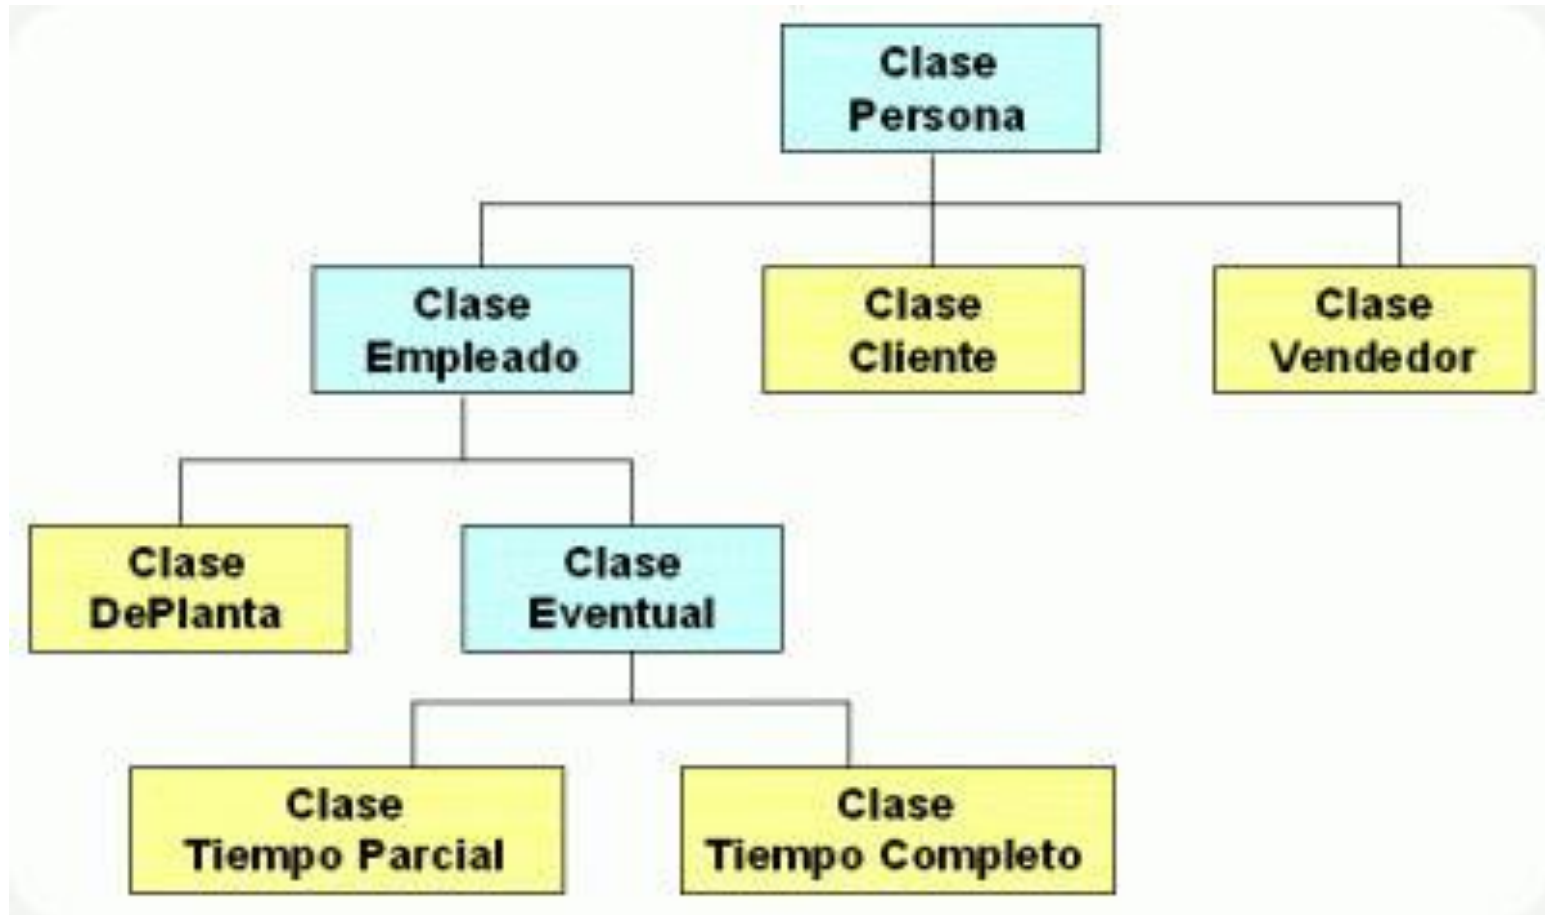 Clase
Persona
Clase
Empleado
Clase
Cliente
Clase
Vendedor
Clase
DePlanta
Clase
Eventual
Clase
Tiempo Parcial
Clase
Tiempo Completo